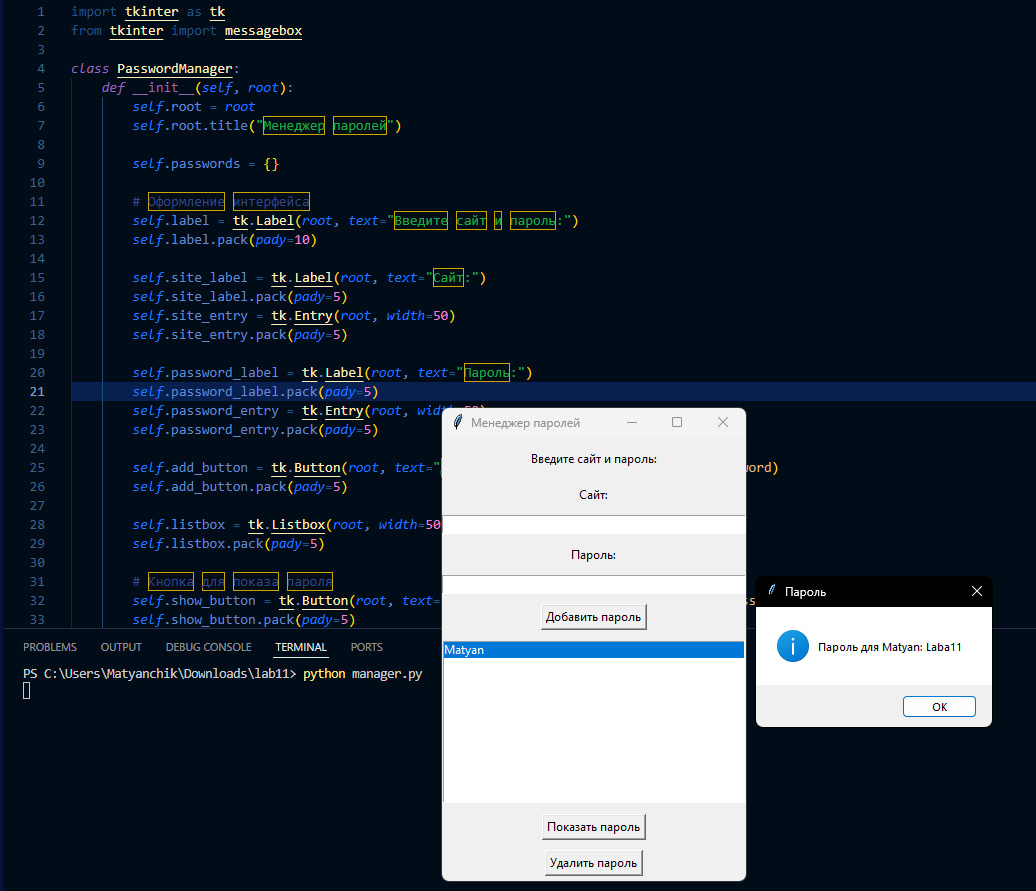 1 import tkinter as tk
2 from tkinter import messagebox
3
4 class PasswordManager:
5 def __init__(self, root):
6 self.root = root
7 self.root.title("Менеджер паролей")
8
9 self.passwords = {}
10
11 # Оформление интерфейса
12 self.label = tk.Label(root, text="Введите сайт и пароль:")
13 self.label.pack(pady=10)
14
15 self.site_label = tk.Label(root, text="Сайт:")
16 self.site_label.pack(pady=5)
17 self.site_entry = tk.Entry(root, width=50)
18 self.site_entry.pack(pady=5)
19
20 self.password_label = tk.Label(root, text="Пароль:")
21 self.password_label.pack(pady=5)
22 self.password_entry = tk.Entry(root, wid
23 self.password_entry.pack(pady=5)
24
25 self.add_button = tk.Button(root, text=" word)
26 self.add_button.pack(pady=5)
27
28 self.listbox = tk.Listbox(root, width=50
29 self.listbox.pack(pady=5)
30
31 # Кнопка для показа пароля
32 self.show_button = tk.Button(root, text= ss
33 self.show_button.pack(pady=5)
PROBLEMS OUTPUT DEBUG CONSOLE TERMINAL PORTS
PS C:\Users\Matyanchik\Downloads\lab11> python manager.py
Менеджер паролей
Введите сайт и пароль:
Сайт:
Пароль:
Добавить пароль
Matyan
Показать пароль
Удалить пароль
Пароль
Пароль для Matyan: Laba11
OK